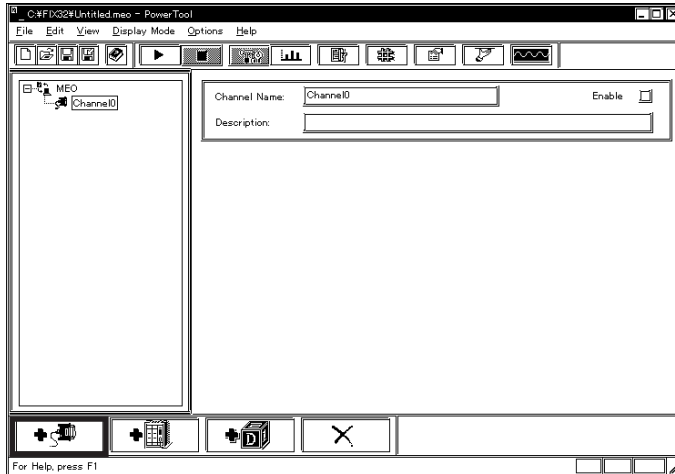 C:¥FIX32¥Untitled.meo - PowerTool
File Edit View Display Mode Options Help
MEO
Channel0
Channel Name: Channel0 Enable
Description:
D
For Help, press F1